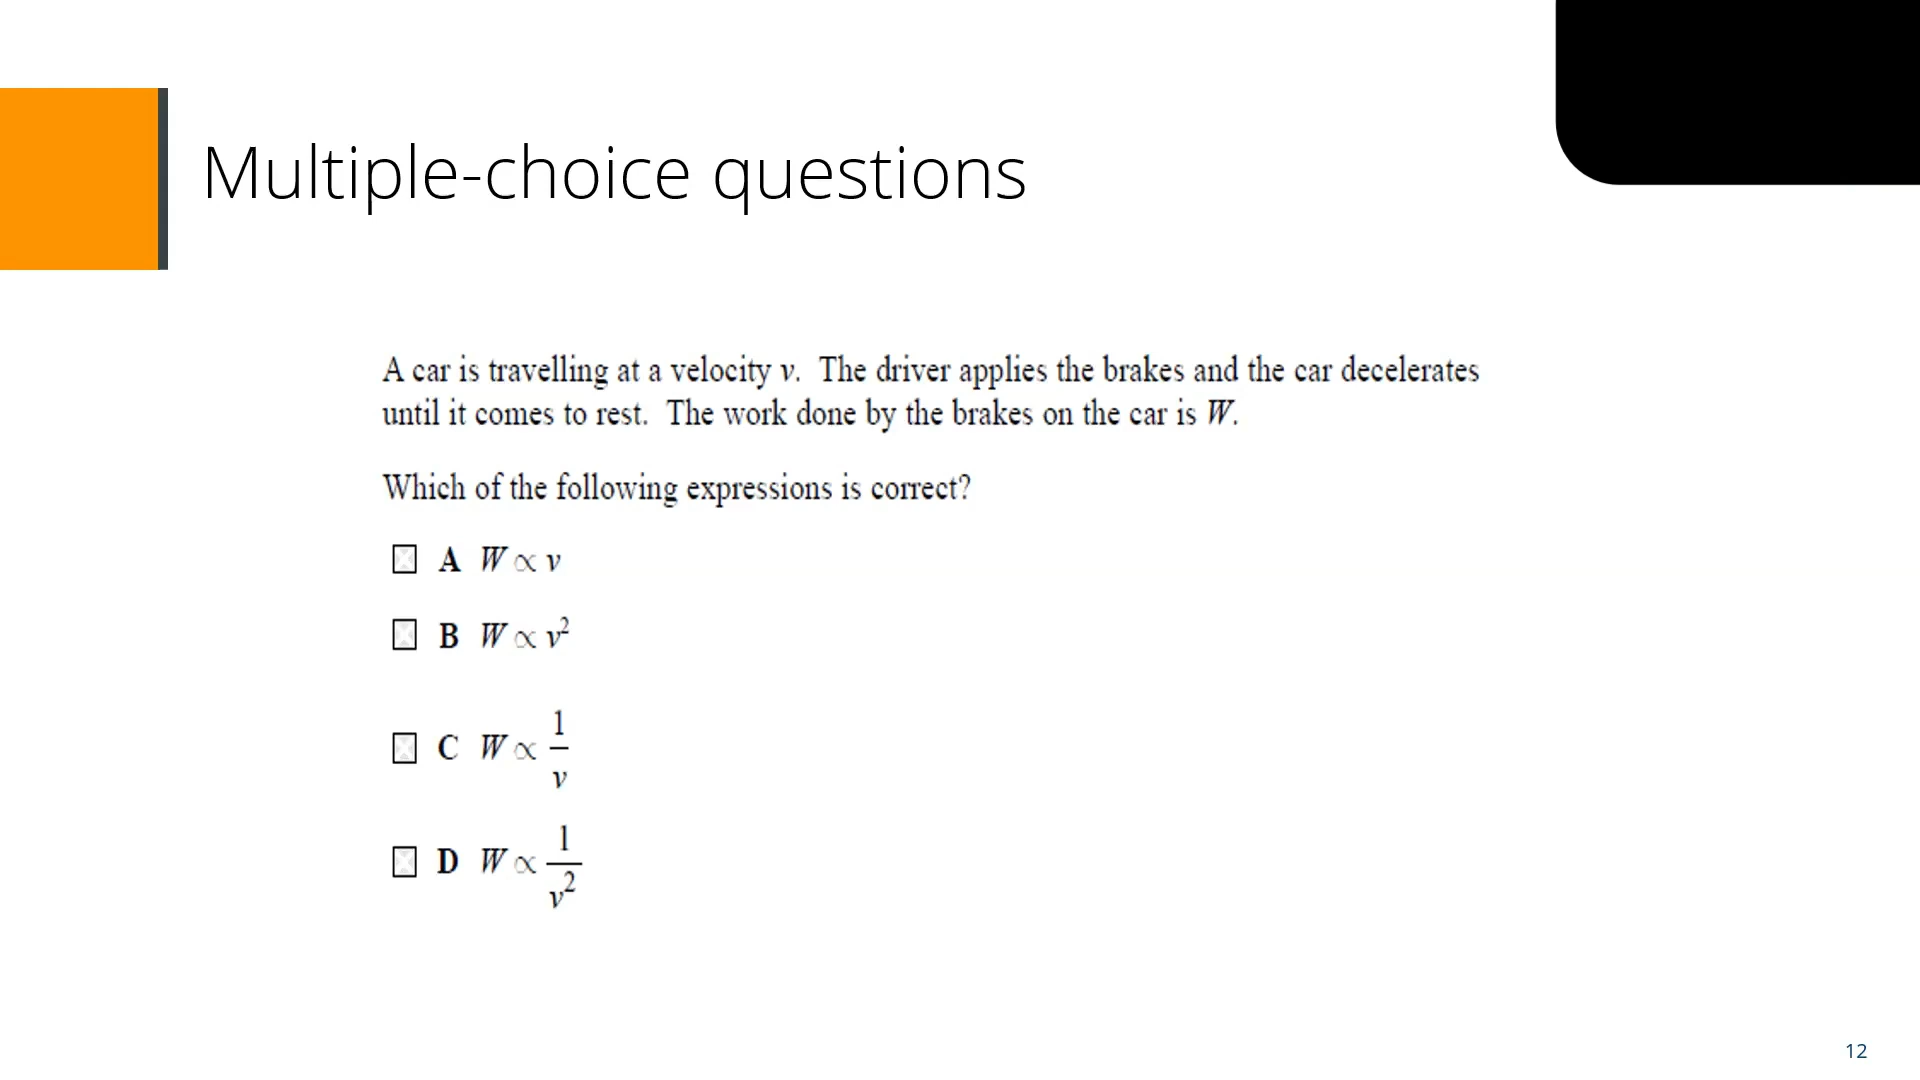 Multiple-choice questions
A car is travelling at a velocity v. The driver applies the brakes and the car decelerates
until it comes to rest. The work done by the brakes on the car is W.
Which of the following expressions is correct?
A W ∝ v
B W ∝ v²
C W ∝ 1/v
D W ∝ 1/v²
12